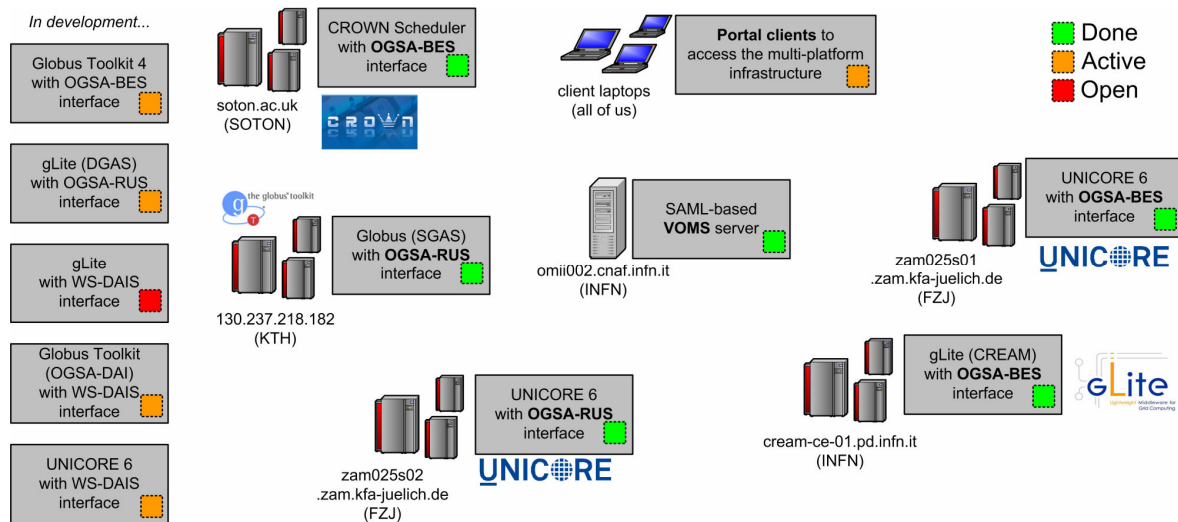 In development...
Globus Toolkit 4
with OGSA-BES
interface
gLite (DGAS)
with OGSA-RUS
interface
gLite
with WS-DAIS
interface
Globus Toolkit
(OGSA-DAI)
with WS-DAIS
interface
UNICORE 6
with WS-DAIS
interface
soton.ac.uk
(SOTON)
CROWN Scheduler
with OGSA-BES
interface
CROWN
client laptops
(all of us)
Portal clients to
access the multi-platform
infrastructure
Done
Active
Open
the globus toolkit
g
T
130.237.218.182
(KTH)
Globus (SGAS)
with OGSA-RUS
interface
omii002.cnaf.infn.it
(INFN)
SAML-based
VOMS server
zam025s01
.zam.kfa-juelich.de
(FZJ)
UNICORE 6
with OGSA-BES
interface
UNICORE
zam025s02
.zam.kfa-juelich.de
(FZJ)
UNICORE 6
with OGSA-RUS
interface
UNICORE
cream-ce-01.pd.infn.it
(INFN)
gLite (CREAM)
with OGSA-BES
interface
gLite
Lightweight Middleware for
Grid Computing